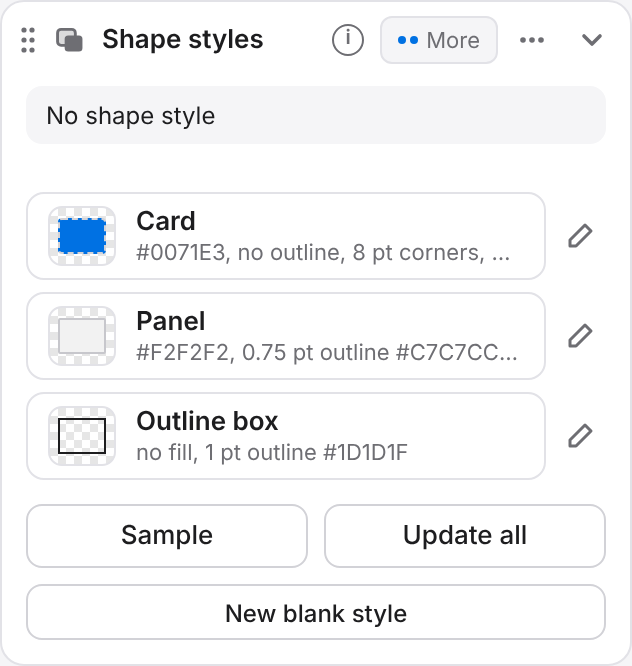 Shape styles
More
No shape style
Card
#0071E3, no outline, 8 pt corners, ...
Panel
#F2F2F2, 0.75 pt outline #C7C7CC...
Outline box
no fill, 1 pt outline #1D1D1F
Sample
Update all
New blank style